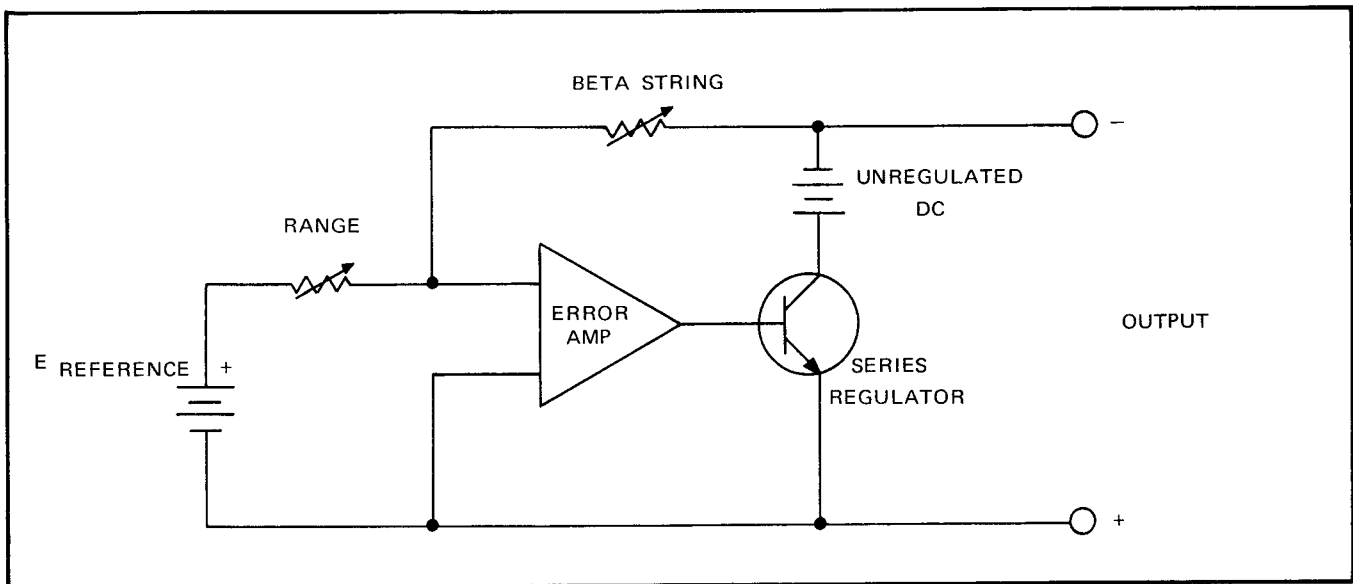 BETA STRING
−
UNREGULATED
DC
RANGE
ERROR
AMP
OUTPUT
E REFERENCE +
SERIES
REGULATOR
+